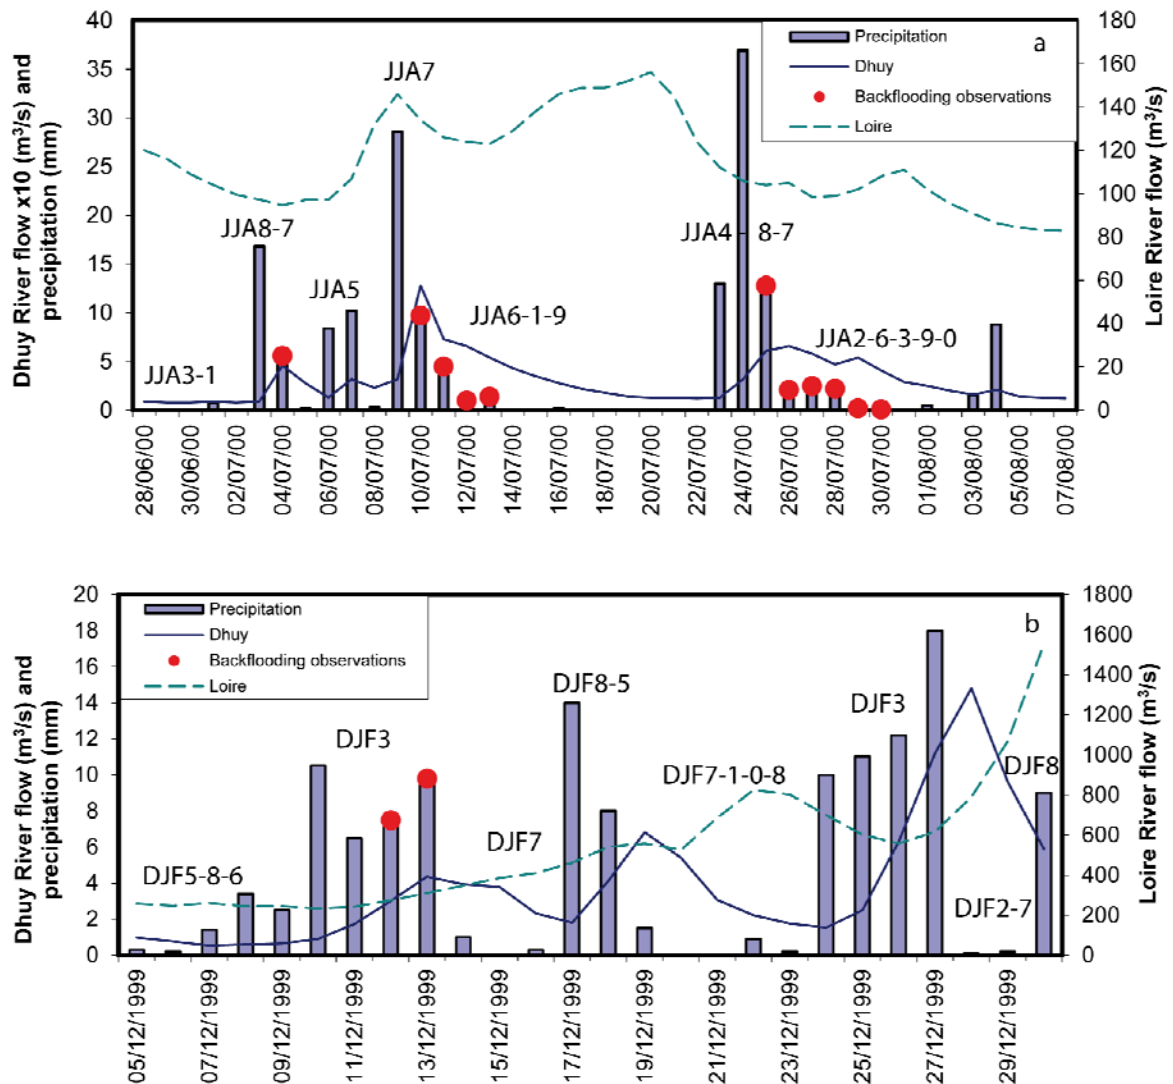 40
35
30
25
20
15
10
5
0
Dhuy River flow x10 (m³/s) and
precipitation (mm)
180
160
140
120
100
80
60
40
20
0
Loire River flow (m³/s)
Precipitation
Dhuy
Backflooding observations
Loire
a
JJA7
JJA8-7
JJA5
JJA4 - 8-7
JJA6-1-9
JJA2-6-3-9-0
JJA3-1
28/06/00
30/06/00
02/07/00
04/07/00
06/07/00
08/07/00
10/07/00
12/07/00
14/07/00
16/07/00
18/07/00
20/07/00
22/07/00
24/07/00
26/07/00
28/07/00
30/07/00
01/08/00
03/08/00
05/08/00
07/08/00
20
18
16
14
12
10
8
6
4
2
0
Dhuy River flow (m³/s) and
precipitation (mm)
1800
1600
1400
1200
1000
800
600
400
200
0
Loire River flow (m³/s)
Precipitation
Dhuy
Backflooding observations
Loire
b
DJF8-5
DJF3
DJF3
DJF7-1-0-8
DJF8
DJF7
DJF5-8-6
DJF2-7
05/12/1999
07/12/1999
09/12/1999
11/12/1999
13/12/1999
15/12/1999
17/12/1999
19/12/1999
21/12/1999
23/12/1999
25/12/1999
27/12/1999
29/12/1999